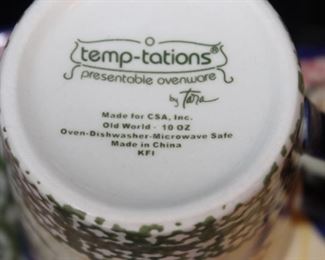 temp-tations®
presentable ovenware
by Tara
Made for CSA, Inc.
Old World - 10 OZ
Oven-Dishwasher-Microwave Safe
Made in China
KFI